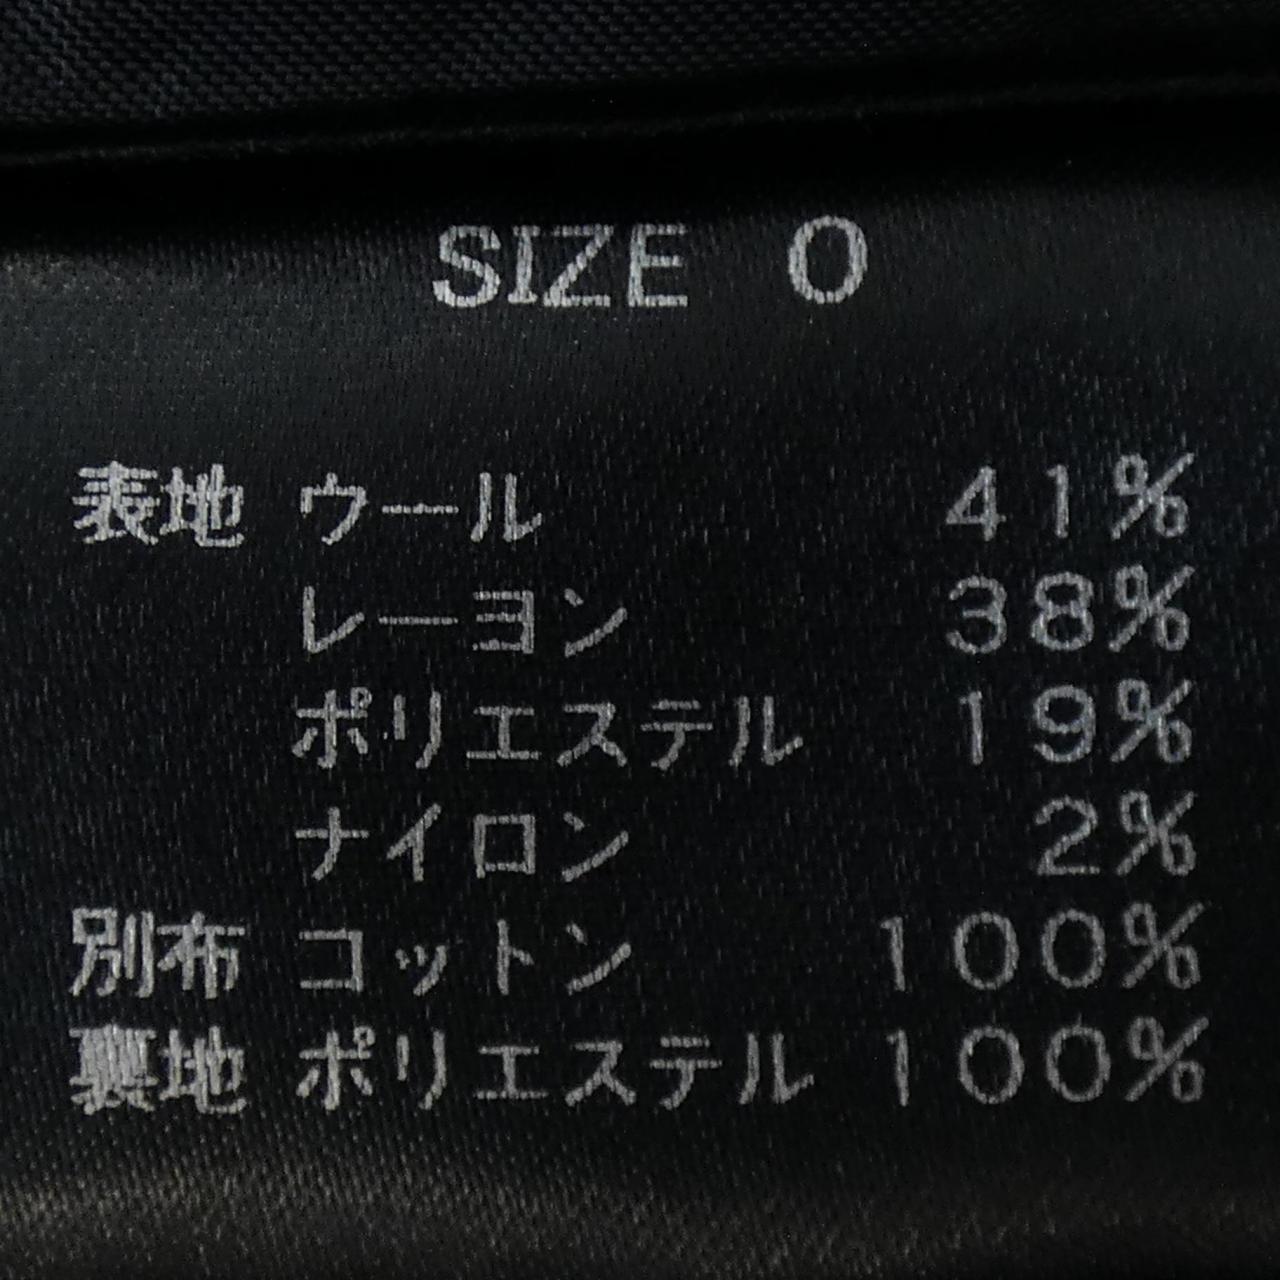 SIZE 0
表地 ウール 41%
レーヨン 38%
ポリエステル 19%
ナイロン 2%
別布 コットン 100%
裏地 ポリエステル 100%